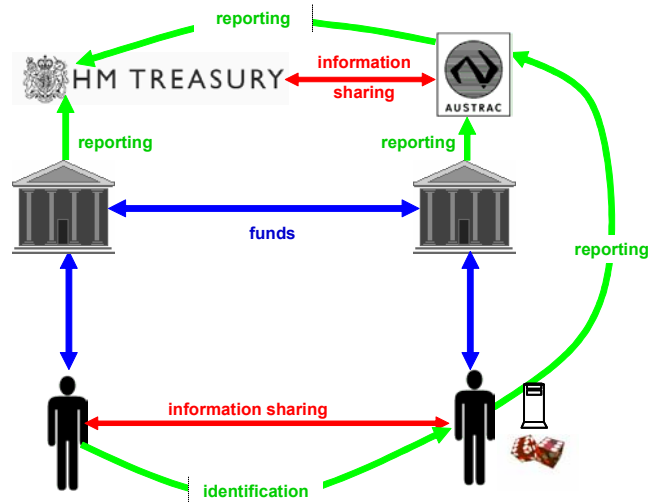 reporting
HM TREASURY
information
sharing
AUSTRAC
reporting
reporting
funds
reporting
information sharing
identification